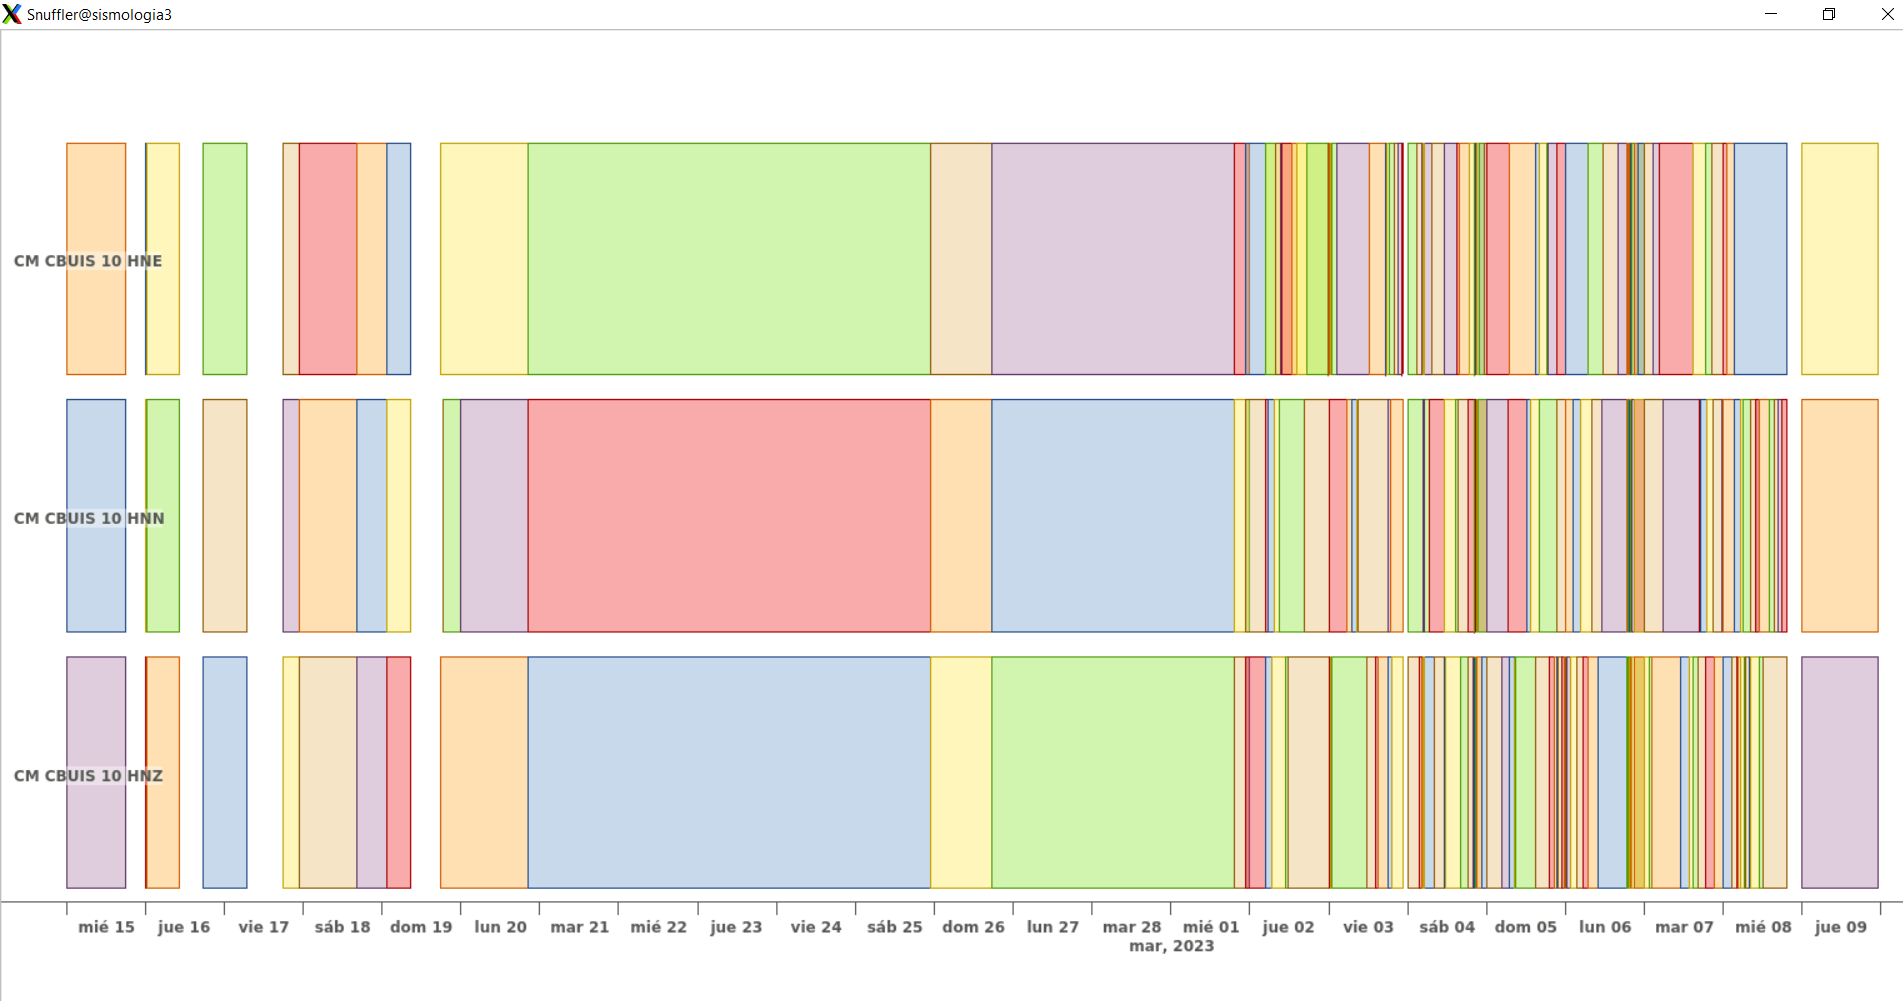 Snuffler@sismologia3
CM CBUIS 10 HNE
CM CBUIS 10 HNN
CM CBUIS 10 HNZ
mié 15 jue 16 vie 17 sáb 18 dom 19 lun 20 mar 21 mié 22 jue 23 vie 24 sáb 25 dom 26 lun 27 mar 28 mié 01 jue 02 vie 03 sáb 04 dom 05 lun 06 mar 07 mié 08 jue 09
mar, 2023